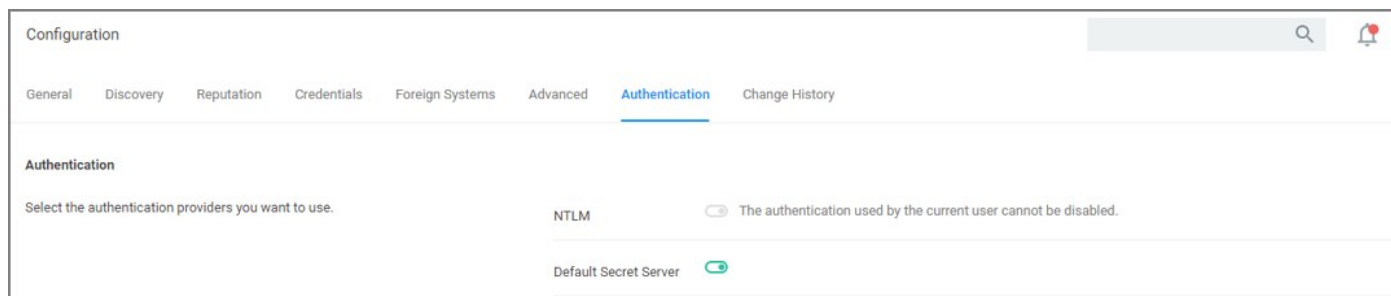 Configuration
General Discovery Reputation Credentials Foreign Systems Advanced Authentication Change History
Authentication
Select the authentication providers you want to use.
NTLM The authentication used by the current user cannot be disabled.
Default Secret Server